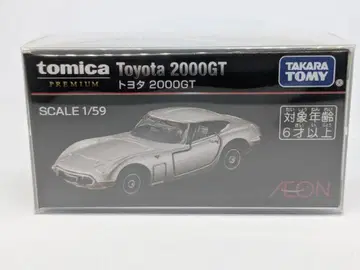 tomica
PREMIUM
Toyota 2000GT
トヨタ 2000GT
TAKARA
TOMY
SCALE 1/59
対象年齢
6才以上
ÆON